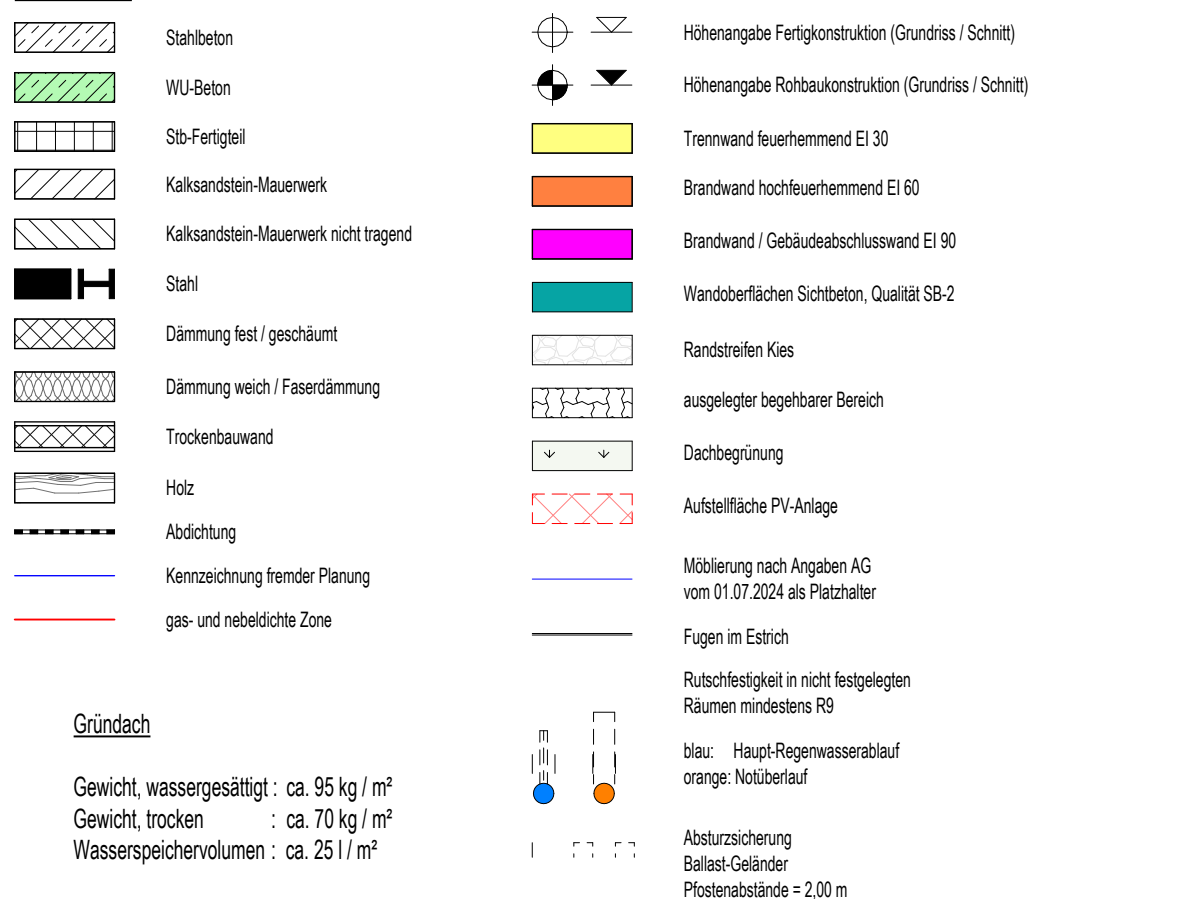 Stahlbeton
WU-Beton
Stb-Fertigteil
Kalksandstein-Mauerwerk
Kalksandstein-Mauerwerk nicht tragend
Stahl
Dämmung fest / geschäumt
Dämmung weich / Faserdämmung
Trockenbauwand
Holz
Abdichtung
Kennzeichnung fremder Planung
gas- und nebeldichte Zone
Gründach
Gewicht, wassergesättigt : ca. 95 kg / m²
Gewicht, trocken : ca. 70 kg / m²
Wasserspeichervolumen : ca. 25 l / m²
Höhenangabe Fertigkonstruktion (Grundriss / Schnitt)
Höhenangabe Rohbaukonstruktion (Grundriss / Schnitt)
Trennwand feuerhemmend EI 30
Brandwand hochfeuerhemmend EI 60
Brandwand / Gebäudeabschlusswand EI 90
Wandoberflächen Sichtbeton, Qualität SB-2
Randstreifen Kies
ausgelegter begehbarer Bereich
Dachbegrünung
Aufstellfläche PV-Anlage
Möblierung nach Angaben AG
vom 01.07.2024 als Platzhalter
Fugen im Estrich
Rutschfestigkeit in nicht festgelegten
Räumen mindestens R9
blau: Haupt-Regenwasserablauf
orange: Notüberlauf
Absturzsicherung
Ballast-Geländer
Pfostenabstände = 2,00 m